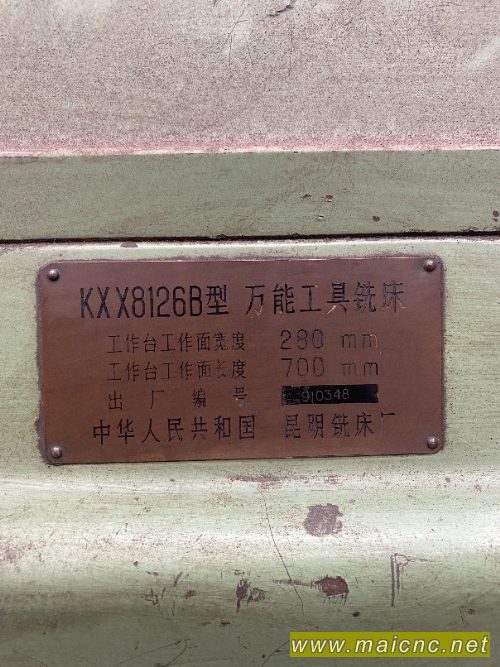 KXX8126B型 万能工具铣床
工作台工作面宽度 280 mm
工作台工作面长度 700 mm
出厂编号 910348
中华人民共和国 昆明铣床厂
www.maicnc.net